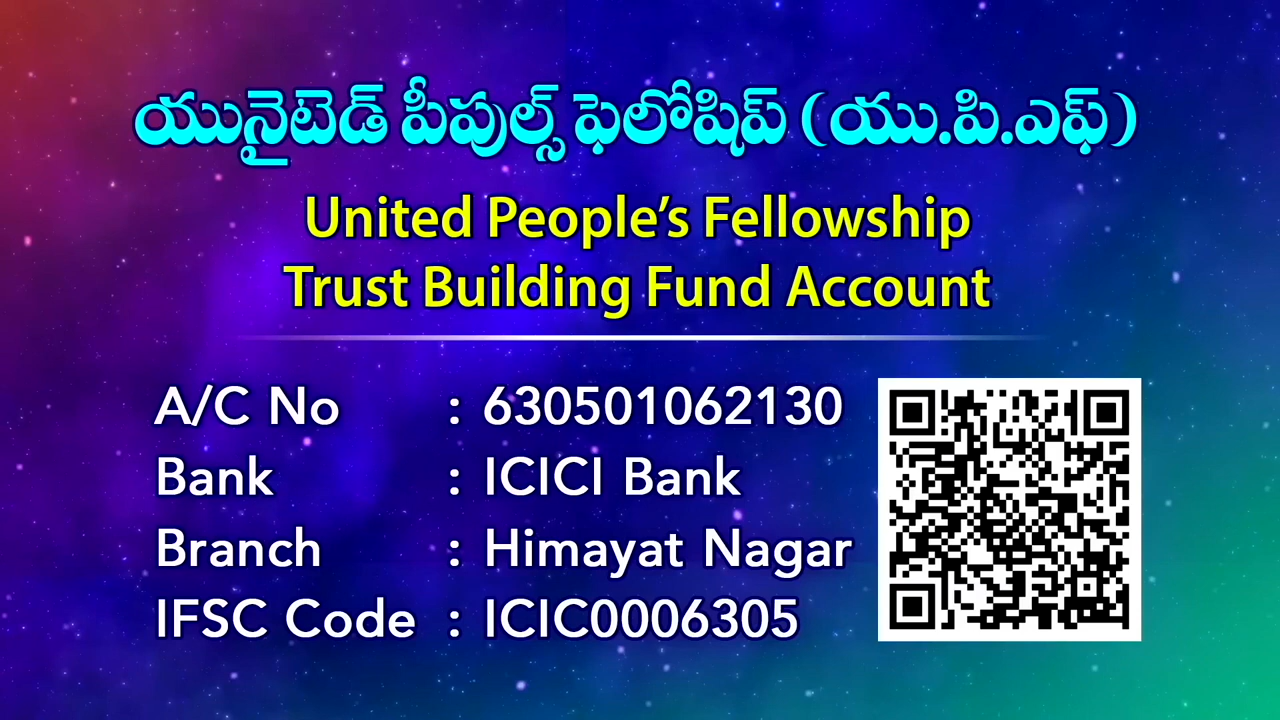 యునైటెడ్ పీపుల్స్ ఫెలోషిప్ (యు.పి.ఎఫ్)
United People’s Fellowship
Trust Building Fund Account
A/C No : 630501062130
Bank : ICICI Bank
Branch : Himayat Nagar
IFSC Code : ICIC0006305